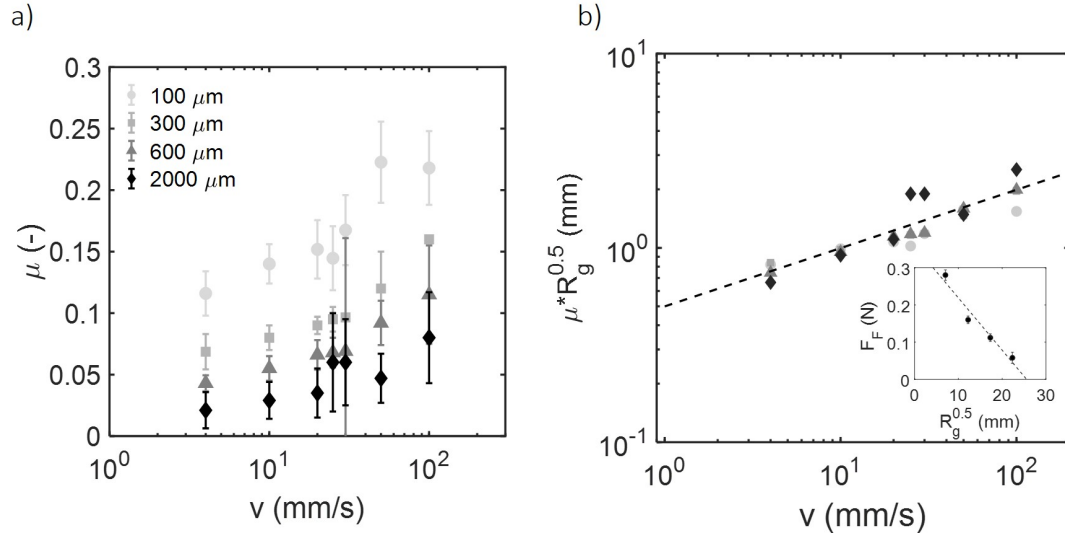 a)
0.3
0.25
0.2
0.15
0.1
0.05
0
μ (-)
100 μm
300 μm
600 μm
2000 μm
10^0
10^1
10^2
v (mm/s)
b)
10^1
10^0
10^-1
μ*R_g^0.5 (mm)
10^0
10^1
10^2
v (mm/s)
0.3
0.2
0.1
0
F_F (N)
0
10
20
30
R_g^0.5 (mm)